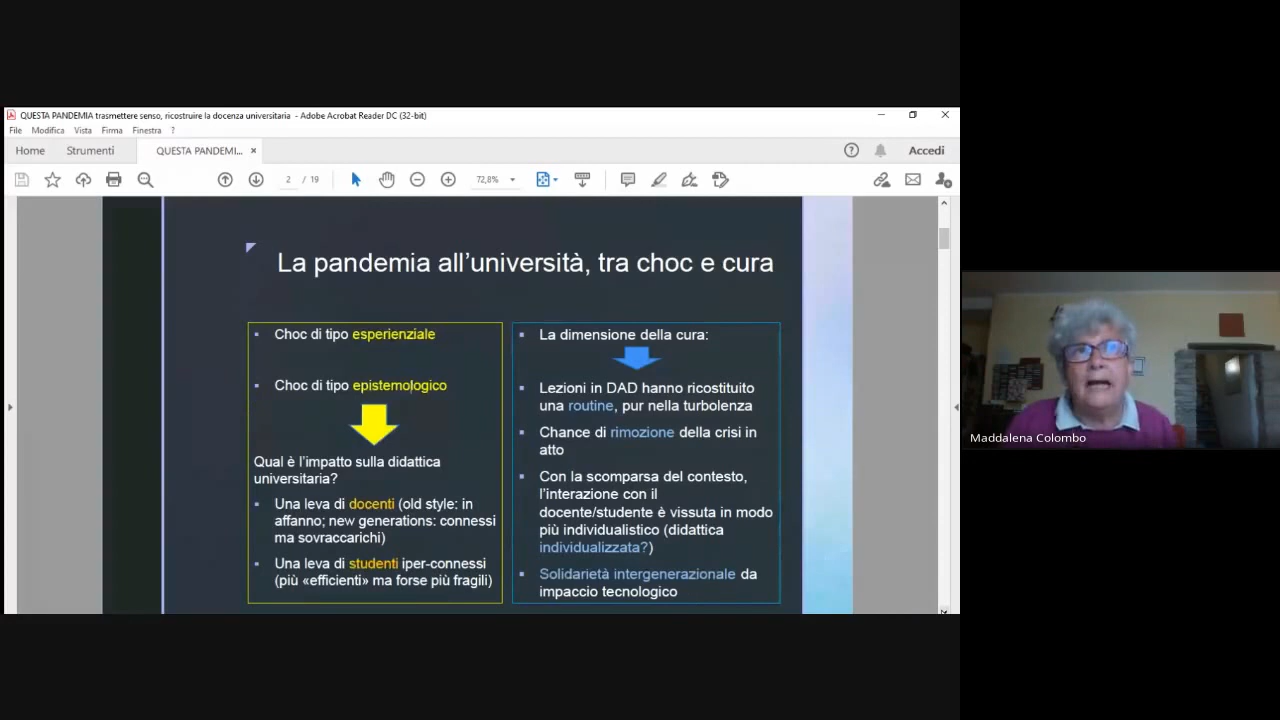 QUESTA PANDEMIA trasmettere senso, ricostruire la docenza universitaria - Adobe Acrobat Reader DC (32-bit)
File Modifica Vista Firma Finestra ?
Home Strumenti QUESTA PANDEMI... × Accedi
2 / 19 72,8%
La pandemia all’università, tra choc e cura
Choc di tipo esperienziale
Choc di tipo epistemologico
Qual è l’impatto sulla didattica
universitaria?
Una leva di docenti (old style: in
affanno; new generations: connessi
ma sovraccarichi)
Una leva di studenti iper-connessi
(più «efficienti» ma forse più fragili)
La dimensione della cura:
Lezioni in DAD hanno ricostituito
una routine, pur nella turbolenza
Chance di rimozione della crisi in
atto
Con la scomparsa del contesto,
l’interazione con il
docente/studente è vissuta in modo
più individualistico (didattica
individualizzata?)
Solidarietà intergenerazionale da
impaccio tecnologico
Maddalena Colombo